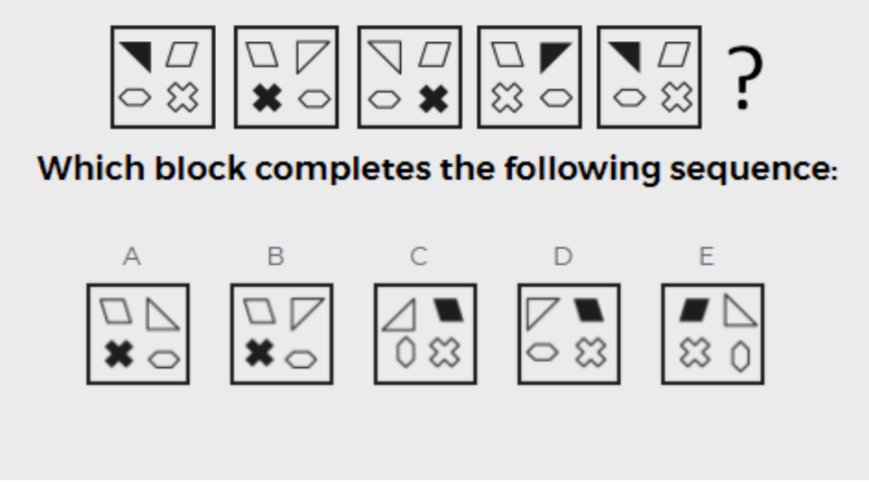 ?
Which block completes the following sequence:
A B C D E